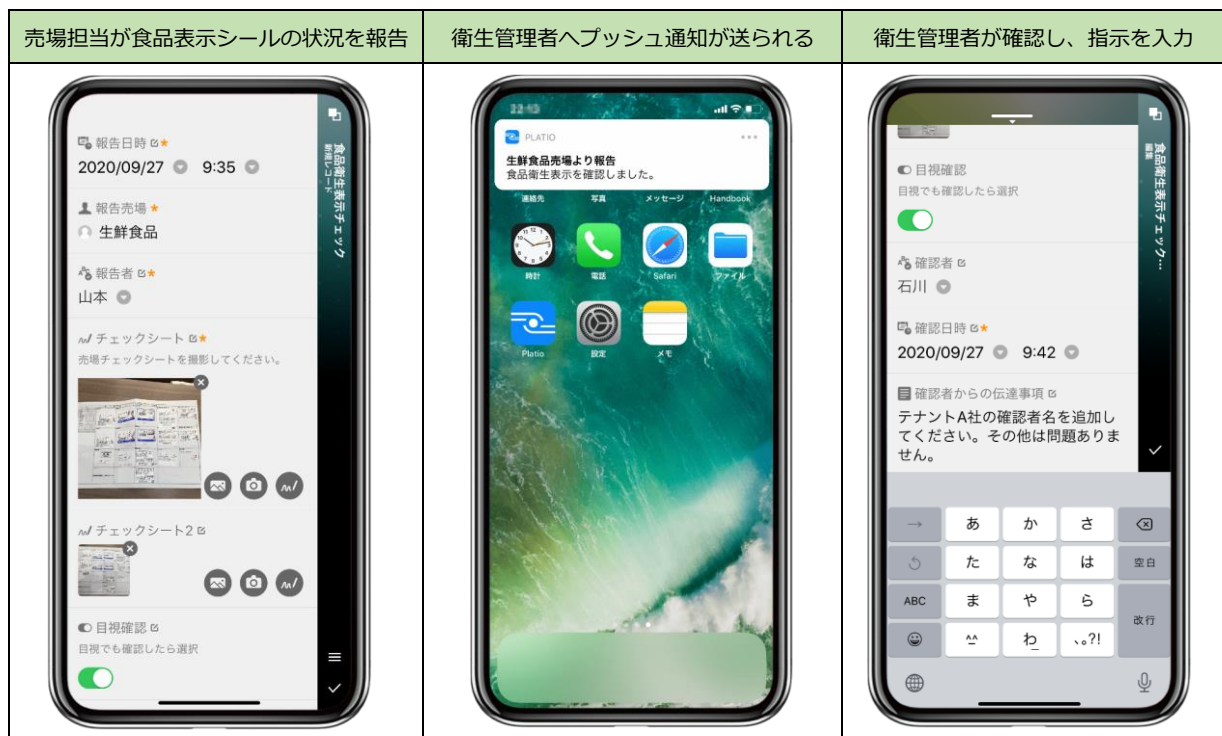 売場担当が食品表示シールの状況を報告
衛生管理者へプッシュ通知が送られる
衛生管理者が確認し、指示を入力
報告日時
2020/09/27 9:35
報告売場
生鮮食品
報告者
山本
チェックシート
売場チェックシートを撮影してください。
チェックシート2
目視確認
目視でも確認したら選択
食品衛生表示チェック
新規レコード
PLATIO
生鮮食品売場より報告
食品衛生表示を確認しました。
連絡先 写真 メッセージ Handbook
時計 電話 Safari ファイル
Platio 設定 メモ
目視確認
目視でも確認したら選択
確認者
石川
確認日時
2020/09/27 9:42
確認者からの伝達事項
テナントA社の確認者名を追加し
てください。その他は問題ありま
せん。
食品衛生表示チェック…
編集
→ あ か さ
た な は 空白
ABC ま や ら 改行
^^ わ 、。?!